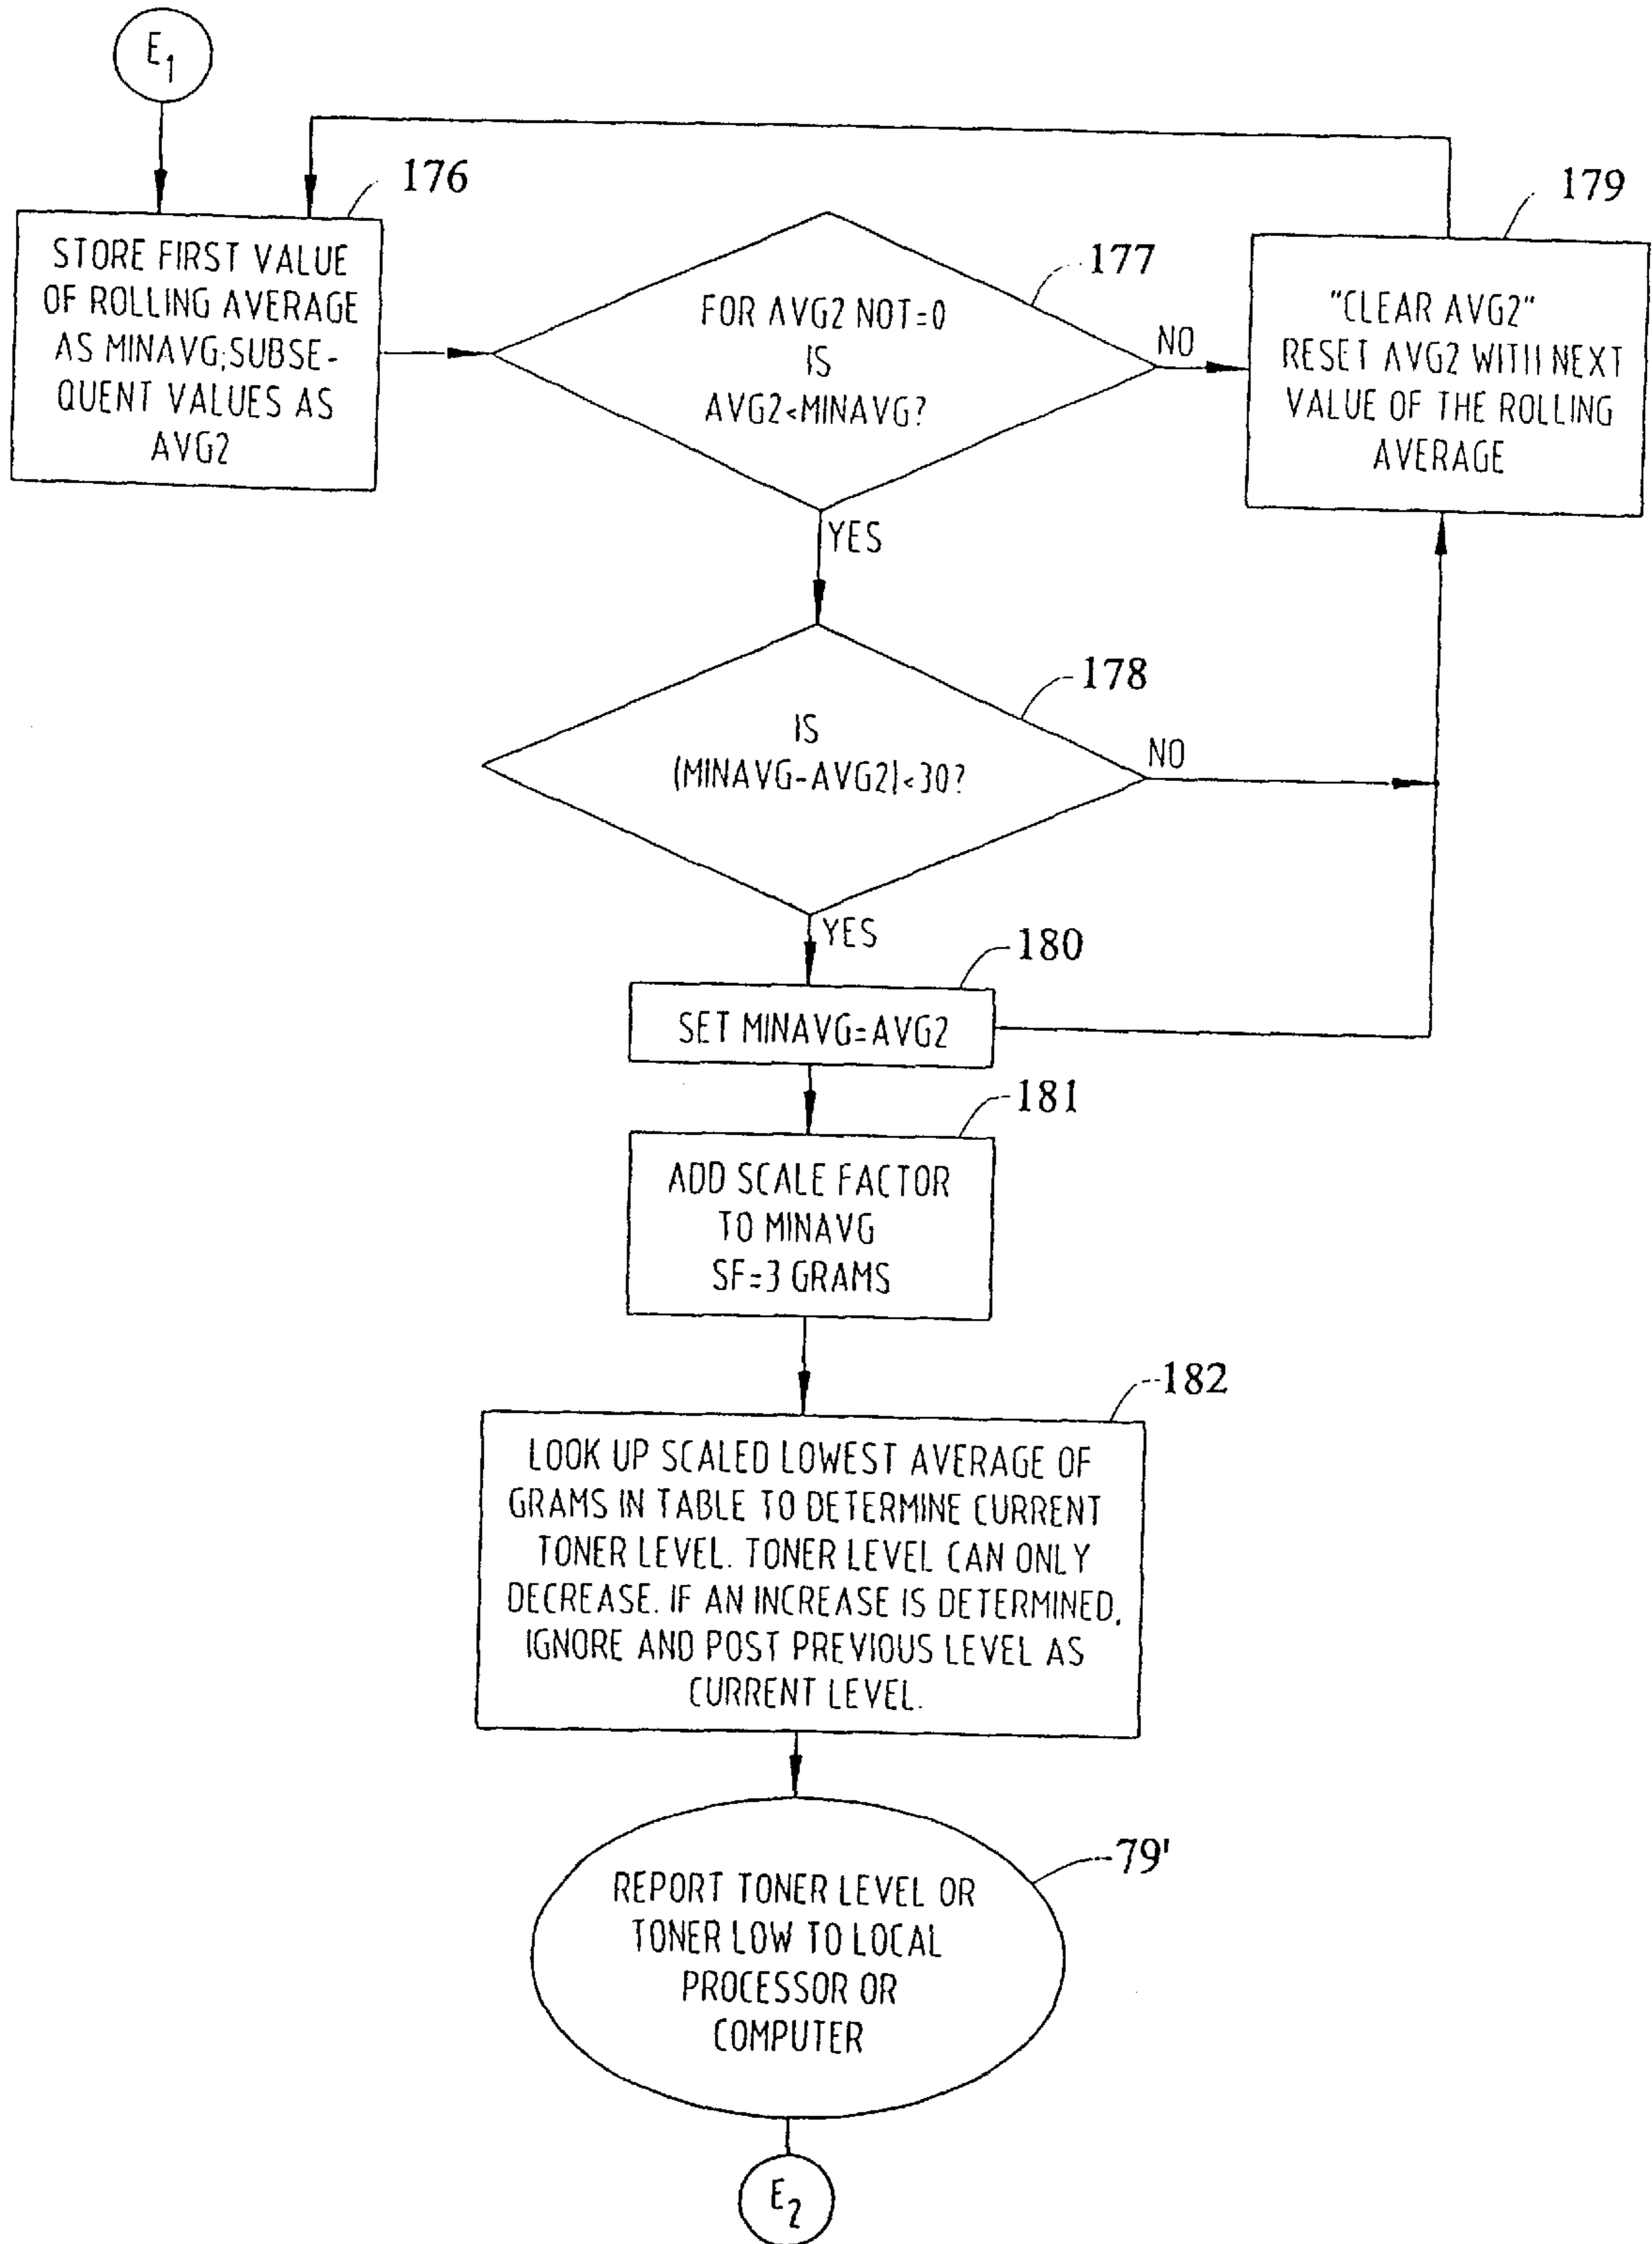 E1
176
STORE FIRST VALUE
OF ROLLING AVERAGE
AS MINAVG;SUBSE-
QUENT VALUES AS
AVG2
177
FOR AVG2 NOT=0
IS
AVG2<MINAVG?
NO
YES
179
"CLEAR AVG2"
RESET AVG2 WITH NEXT
VALUE OF THE ROLLING
AVERAGE
178
IS
(MINAVG-AVG2)<30?
NO
YES
180
SET MINAVG=AVG2
181
ADD SCALE FACTOR
TO MINAVG
SF=3 GRAMS
182
LOOK UP SCALED LOWEST AVERAGE OF
GRAMS IN TABLE TO DETERMINE CURRENT
TONER LEVEL. TONER LEVEL CAN ONLY
DECREASE. IF AN INCREASE IS DETERMINED,
IGNORE AND POST PREVIOUS LEVEL AS
CURRENT LEVEL.
79'
REPORT TONER LEVEL OR
TONER LOW TO LOCAL
PROCESSOR OR
COMPUTER
E2